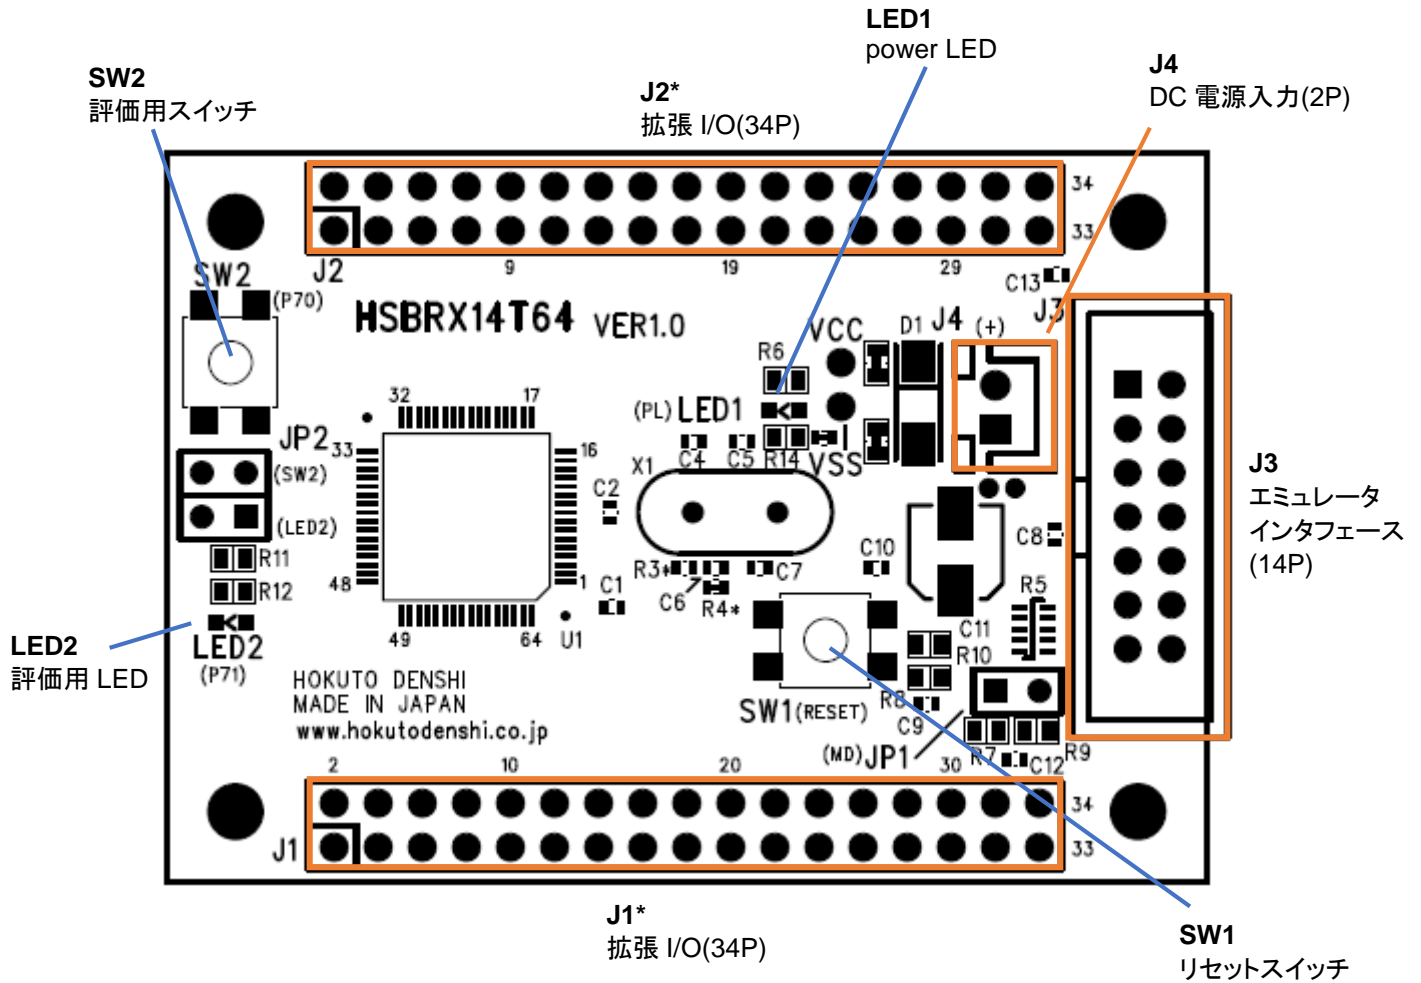 LED1
power LED
SW2
評価用スイッチ
J2*
拡張 I/O(34P)
J4
DC 電源入力(2P)
34
33
J2
9
19
29
C13
SW2
(P70)
HSBRX14T64 VER1.0
VCC
D1
J4
(+)
J3
R6
32
17
(PL) LED1
JP2
33
16
C4
C5
R14
VSS
X1
(SW2)
C2
(LED2)
J3
エミュレータ
インタフェース
(14P)
C8
R11
C10
R3*
C7
48
1
C1
C6
R4*
R5
R12
49
64
U1
C11
LED2
(P71)
R10
LED2
評価用 LED
HOKUTO DENSHI
MADE IN JAPAN
www.hokutodenshi.co.jp
R8
SW1(RESET)
C9
(MD)JP1
R7
R9
C12
2
10
20
30
34
J1
33
J1*
拡張 I/O(34P)
SW1
リセットスイッチ